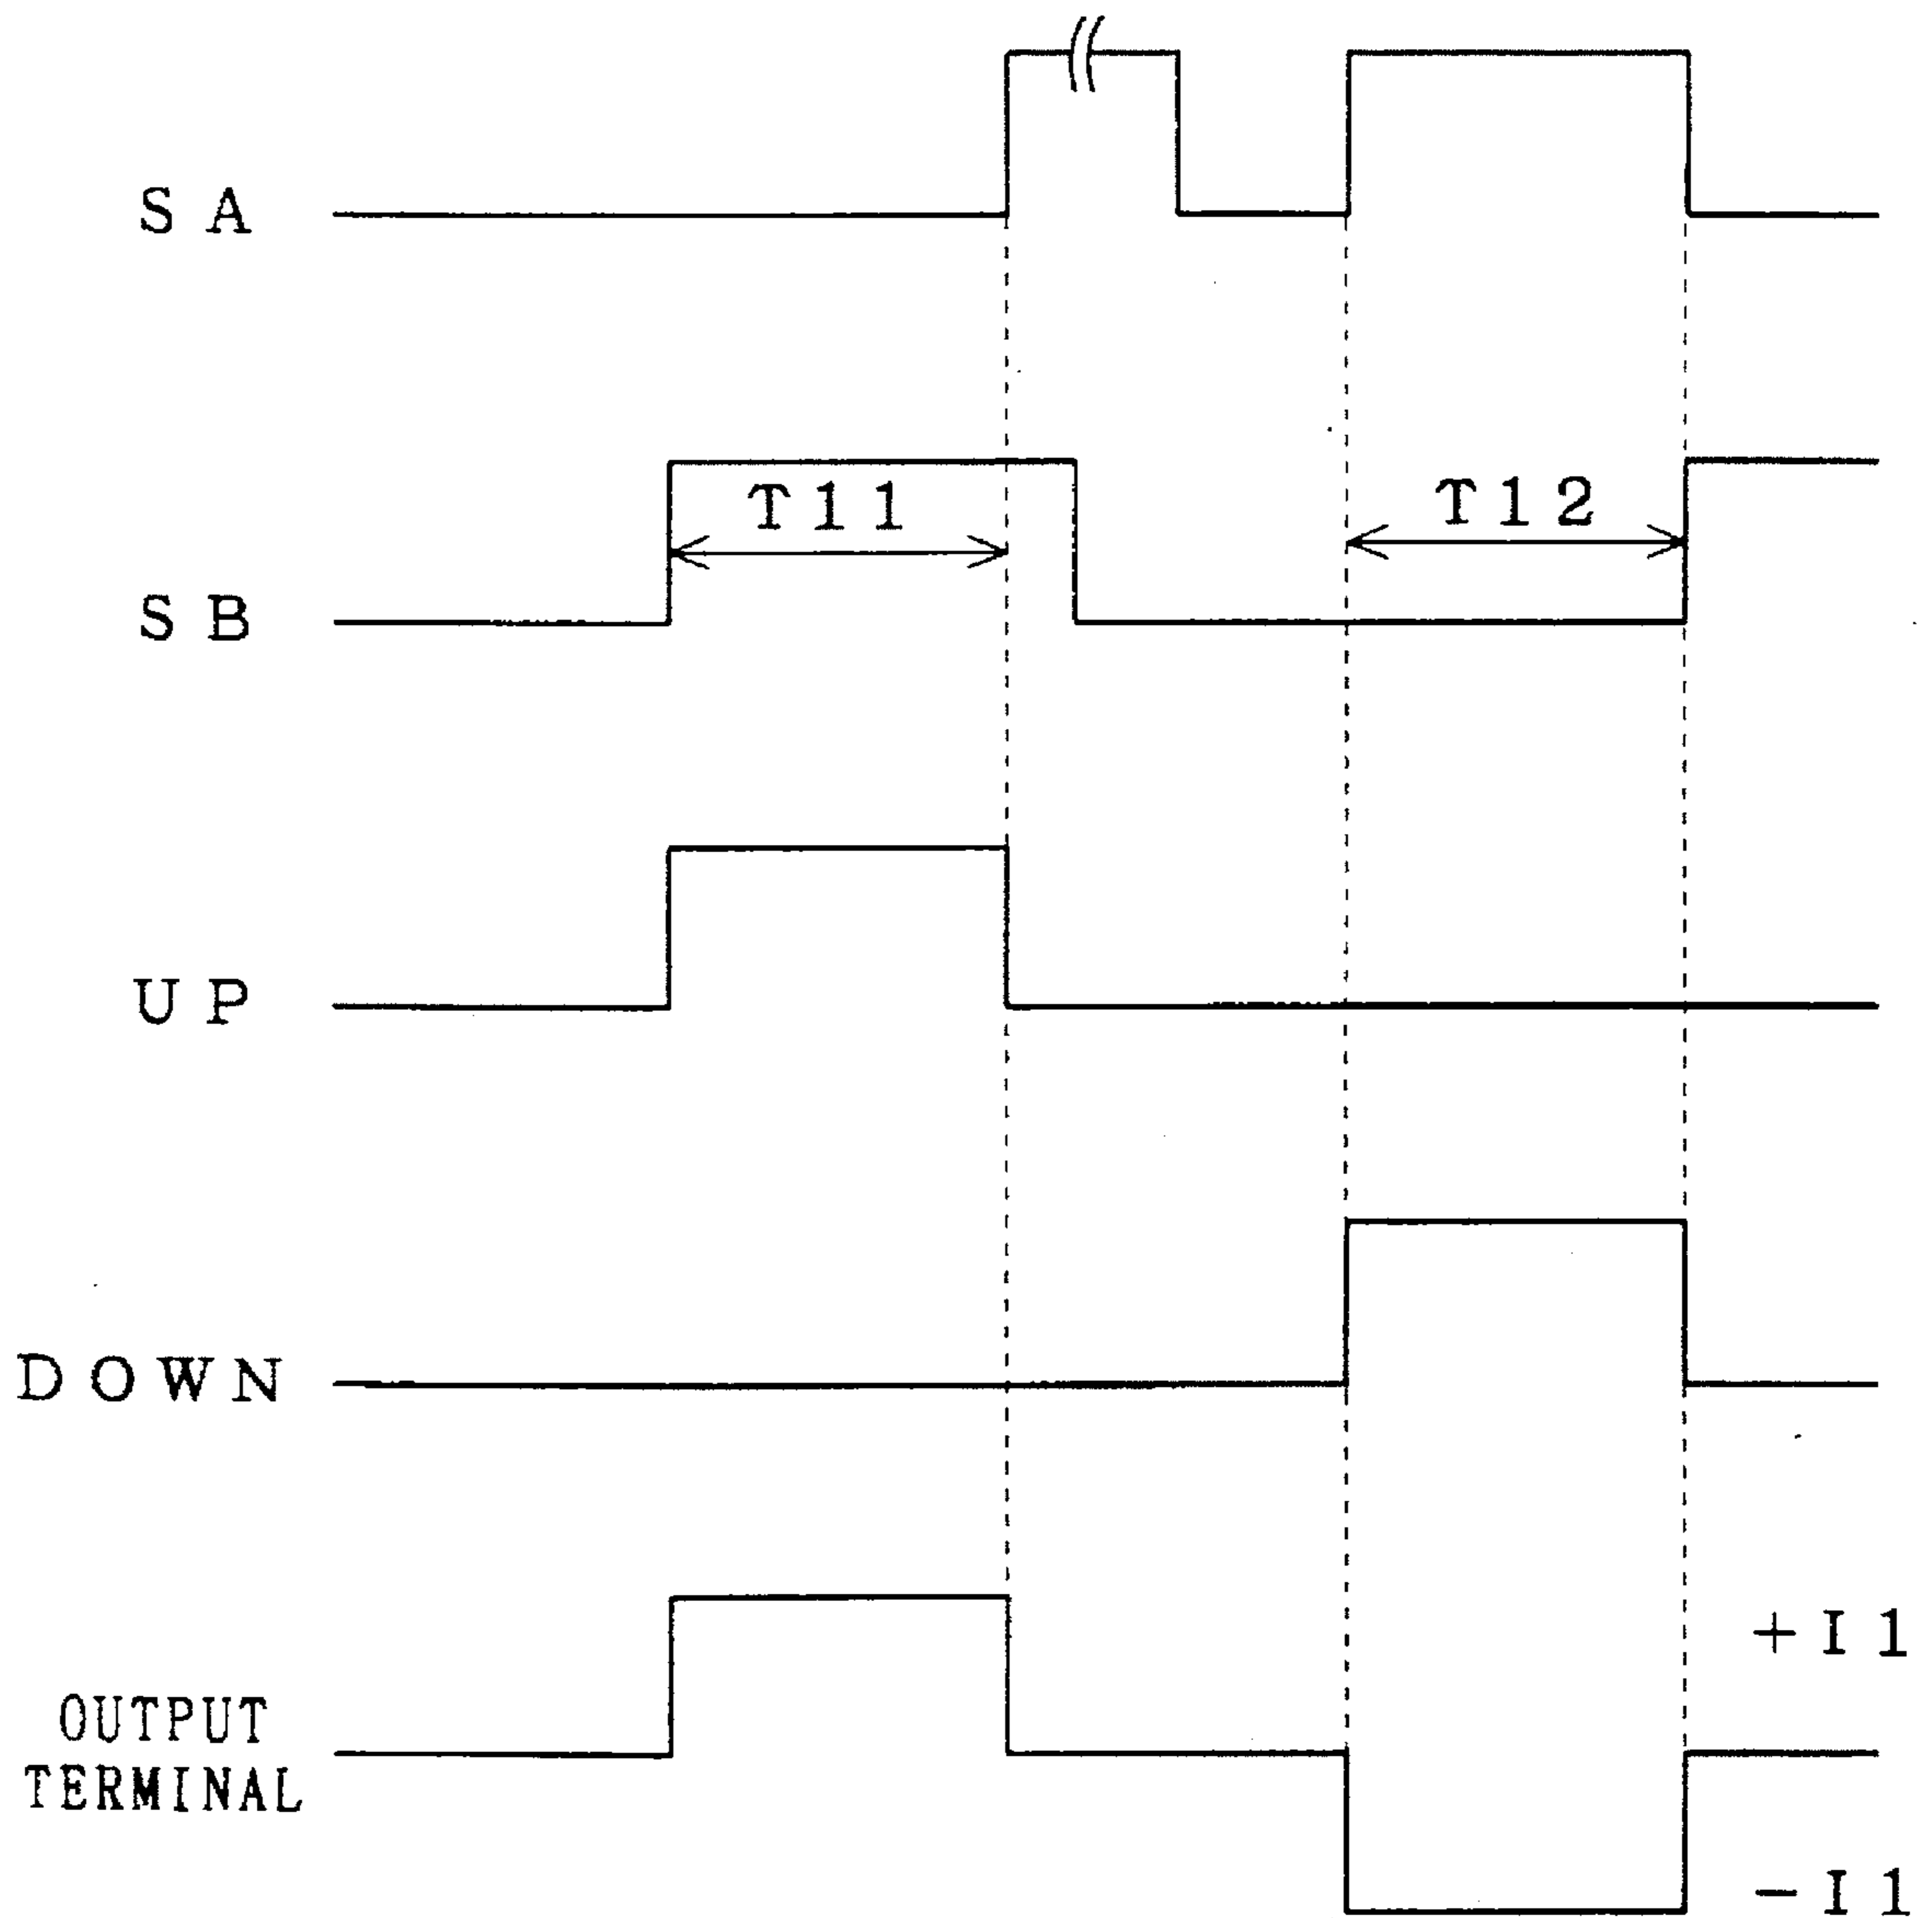 SA
T11
T12
SB
UP
DOWN
+I1
OUTPUT
TERMINAL
-I1